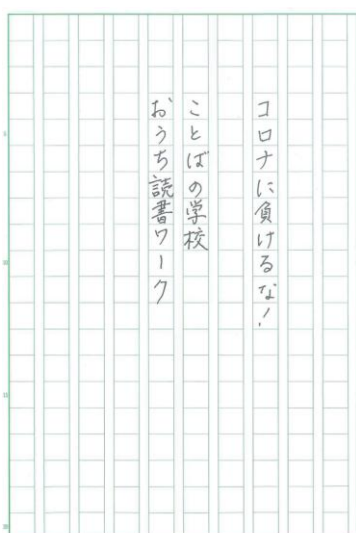 コロナに負けるな!
ことばの学校
おうち読書ワーク